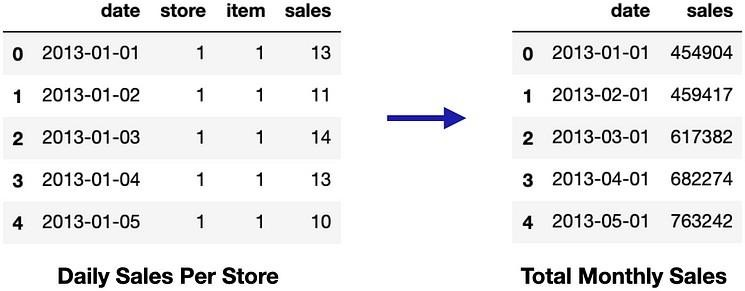 date store item sales
0 2013-01-01 1 1 13
1 2013-01-02 1 1 11
2 2013-01-03 1 1 14
3 2013-01-04 1 1 13
4 2013-01-05 1 1 10
Daily Sales Per Store
date sales
0 2013-01-01 454904
1 2013-02-01 459417
2 2013-03-01 617382
3 2013-04-01 682274
4 2013-05-01 763242
Total Monthly Sales